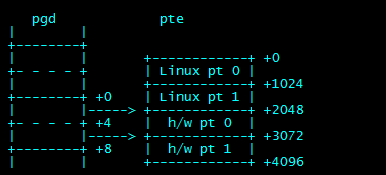 pgd pte
|        |
+--------+
|        |       +------------+ +0
+- - - - +       | Linux pt 0 |
|        |       +------------+ +1024
+--------+ +0    | Linux pt 1 |
|        |-----> +------------+ +2048
+- - - - + +4    |  h/w pt 0  |
|        |-----> +------------+ +3072
+--------+ +8    |  h/w pt 1  |
|        |       +------------+ +4096